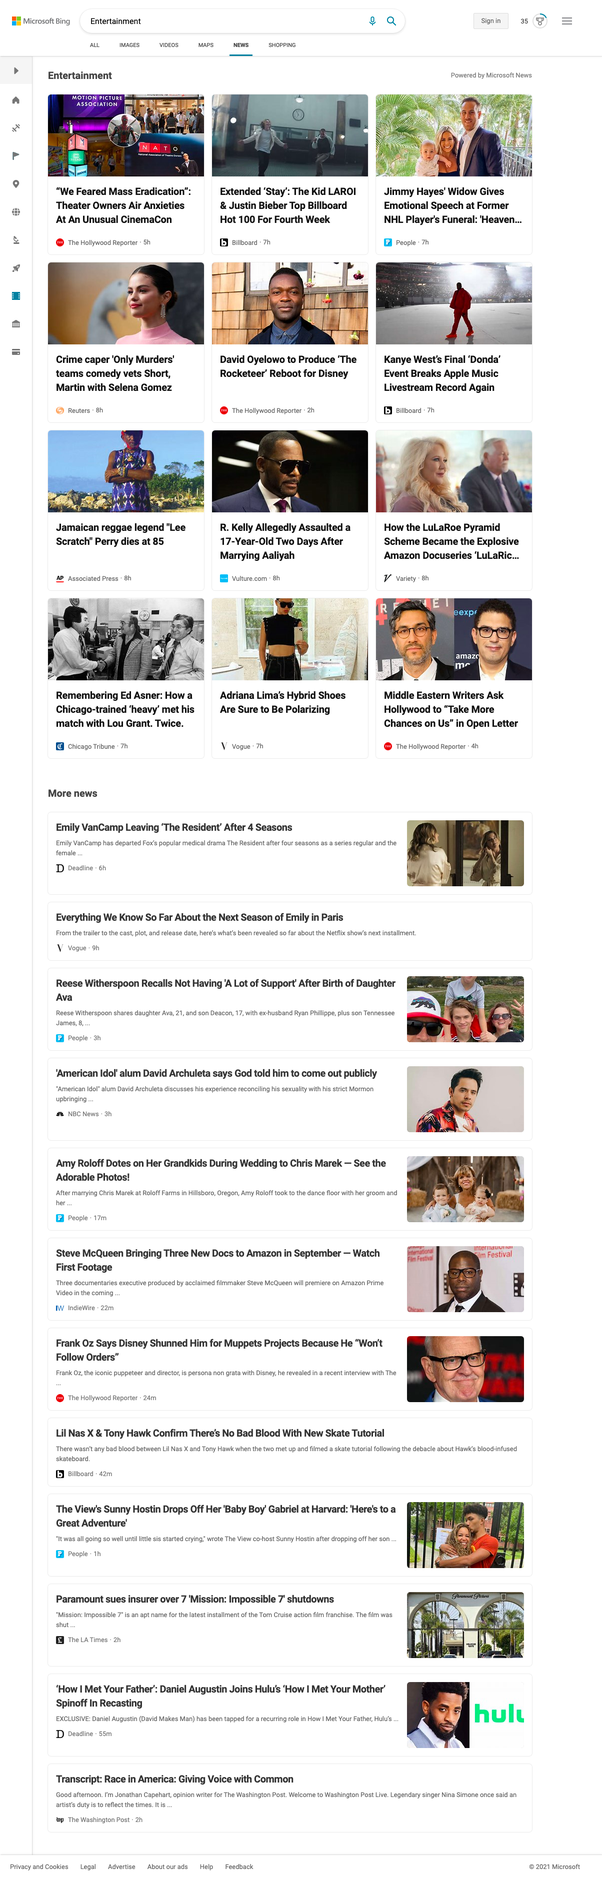 Microsoft Bing
Entertainment
Sign in
35
ALL
IMAGES
VIDEOS
MAPS
NEWS
SHOPPING
Entertainment
Powered by Microsoft News
MOTION PICTURE
ASSOCIATION
NATO
"We Feared Mass Eradication":
Theater Owners Air Anxieties
At An Unusual CinemaCon
The Hollywood Reporter · 5h
Extended 'Stay': The Kid LAROI
& Justin Bieber Top Billboard
Hot 100 For Fourth Week
Billboard · 7h
Jimmy Hayes' Widow Gives
Emotional Speech at Former
NHL Player's Funeral: 'Heaven...
People · 7h
Crime caper 'Only Murders'
teams comedy vets Short,
Martin with Selena Gomez
Reuters · 8h
David Oyelowo to Produce 'The
Rocketeer' Reboot for Disney
The Hollywood Reporter · 2h
Kanye West's Final 'Donda'
Event Breaks Apple Music
Livestream Record Again
Billboard · 7h
Jamaican reggae legend "Lee
Scratch" Perry dies at 85
AP
Associated Press · 8h
R. Kelly Allegedly Assaulted a
17-Year-Old Two Days After
Marrying Aaliyah
Vulture.com · 8h
How the LuLaRoe Pyramid
Scheme Became the Explosive
Amazon Docuseries 'LuLaRic...
Variety · 8h
Remembering Ed Asner: How a
Chicago-trained 'heavy' met his
match with Lou Grant. Twice.
Chicago Tribune · 7h
Adriana Lima's Hybrid Shoes
Are Sure to Be Polarizing
Vogue · 7h
Middle Eastern Writers Ask
Hollywood to "Take More
Chances on Us" in Open Letter
The Hollywood Reporter · 4h
More news
Emily VanCamp Leaving 'The Resident' After 4 Seasons
Emily VanCamp has departed Fox's popular medical drama The Resident after four seasons as a series regular and the
female ...
Deadline · 6h
Everything We Know So Far About the Next Season of Emily in Paris
From the trailer to the cast, plot, and release date, here's what's been revealed so far about the Netflix show's next installment.
Vogue · 9h
Reese Witherspoon Recalls Not Having 'A Lot of Support' After Birth of Daughter
Ava
Reese Witherspoon shares daughter Ava, 21, and son Deacon, 17, with ex-husband Ryan Phillippe, plus son Tennessee
James, 8, ...
People · 3h
'American Idol' alum David Archuleta says God told him to come out publicly
"American Idol" alum David Archuleta discusses his experience reconciling his sexuality with his strict Mormon
upbringing ...
NBC News · 3h
Amy Roloff Dotes on Her Grandkids During Wedding to Chris Marek — See the
Adorable Photos!
After marrying Chris Marek at Roloff Farms in Hillsboro, Oregon, Amy Roloff took to the dance floor with her groom and
her ...
People · 17m
Steve McQueen Bringing Three New Docs to Amazon in September — Watch
First Footage
Three documentaries executive produced by acclaimed filmmaker Steve McQueen will premiere on Amazon Prime
Video in the coming ...
IndieWire · 22m
Frank Oz Says Disney Shunned Him for Muppets Projects Because He "Won't
Follow Orders"
Frank Oz, the iconic puppeteer and director, is persona non grata with Disney, he revealed in a recent interview with The
...
The Hollywood Reporter · 24m
Lil Nas X & Tony Hawk Confirm There's No Bad Blood With New Skate Tutorial
There wasn't any bad blood between Lil Nas X and Tony Hawk when the two met up and filmed a skate tutorial following the debacle about Hawk's blood-infused
skateboard.
Billboard · 42m
The View's Sunny Hostin Drops Off Her 'Baby Boy' Gabriel at Harvard: 'Here's to a
Great Adventure'
"It was all going so well until little sis started crying," wrote The View co-host Sunny Hostin after dropping off her son ...
People · 1h
Paramount sues insurer over 7 'Mission: Impossible 7' shutdowns
"Mission: Impossible 7" is an apt name for the latest installment of the Tom Cruise action film franchise. The film was
shut ...
The LA Times · 2h
'How I Met Your Father': Daniel Augustin Joins Hulu's 'How I Met Your Mother'
Spinoff In Recasting
EXCLUSIVE: Daniel Augustin (David Makes Man) has been tapped for a recurring role in How I Met Your Father, Hulu's ...
Deadline · 55m
hulu
Transcript: Race in America: Giving Voice with Common
Good afternoon. I'm Jonathan Capehart, opinion writer for The Washington Post. Welcome to Washington Post Live. Legendary singer Nina Simone once said an
artist's duty is to reflect the times. It is ...
The Washington Post · 2h
Privacy and Cookies
Legal
Advertise
About our ads
Help
Feedback
© 2021 Microsoft